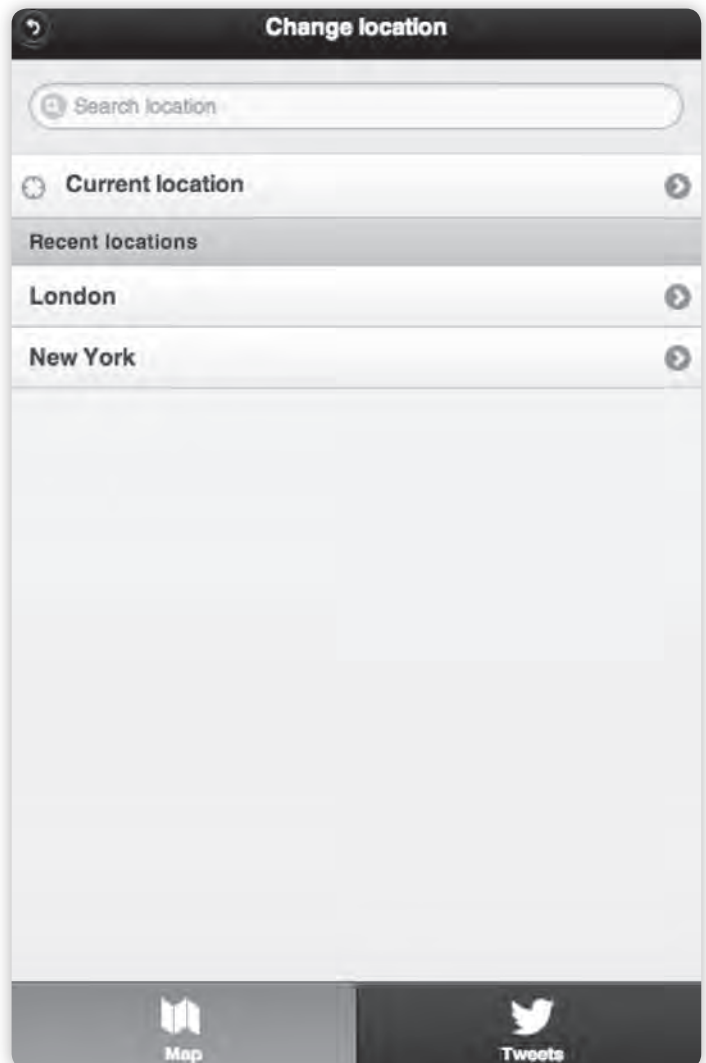 Change location
Search location
Current location
Recent locations
London
New York
Map
Tweets